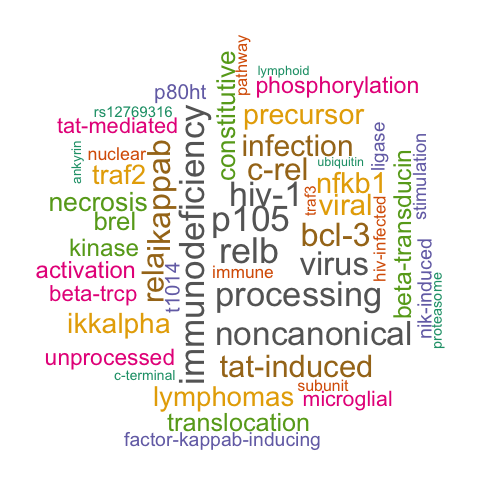 pathway
lymphoid
constitutive
phosphorylation
p80ht
rs12769316
precursor
tat-mediated
immunodeficiency
infection
ligase
stimulation
ankyrin
nuclear
ikappab
c-rel
ubiquitin
beta-transducin
traf2
hiv-1
traf3
nfkb1
viral
necrosis
p105
hiv-infected
brel
bcl-3
kinase
rela
relb
virus
nik-induced
proteasome
activation
t1014
immune
beta-trcp
processing
ikkalpha
noncanonical
unprocessed
tat-induced
c-terminal
subunit
lymphomas
microglial
translocation
factor-kappab-inducing